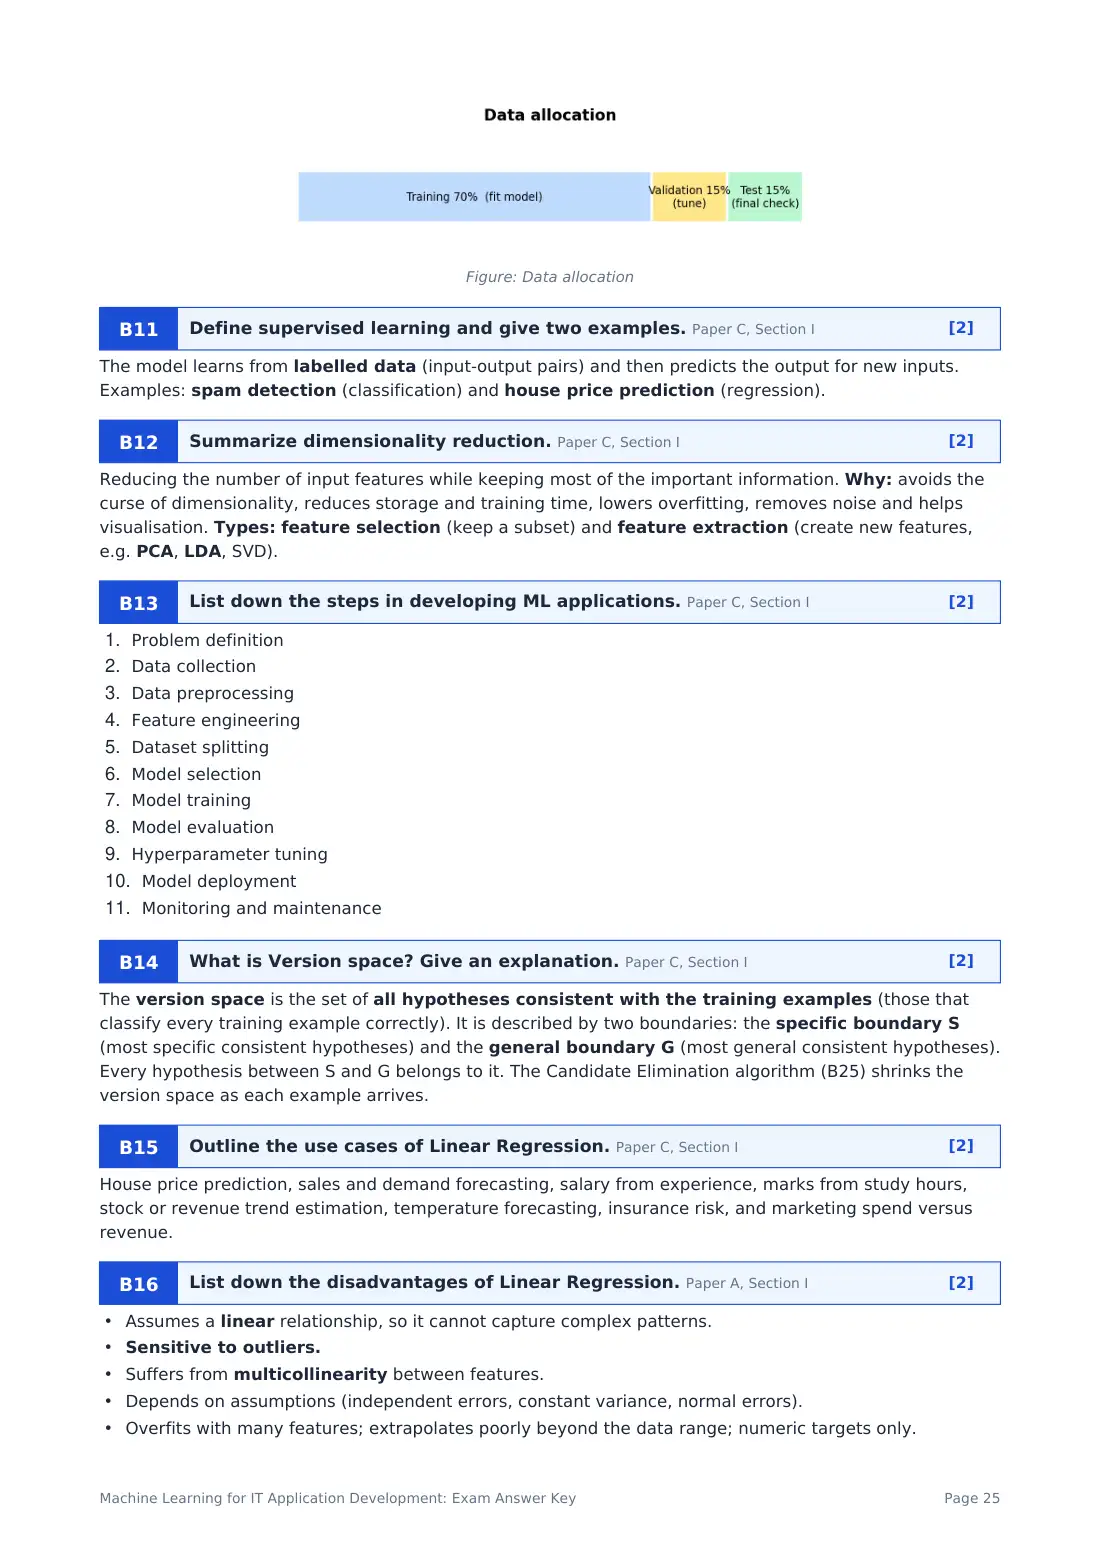 Data allocation
Training 70% (fit model)
Validation 15%
(tune)
Test 15%
(final check)
Figure: Data allocation
B11 Define supervised learning and give two examples. Paper C, Section I [2]
The model learns from labelled data (input-output pairs) and then predicts the output for new inputs.
Examples: spam detection (classification) and house price prediction (regression).
B12 Summarize dimensionality reduction. Paper C, Section I [2]
Reducing the number of input features while keeping most of the important information. Why: avoids the
curse of dimensionality, reduces storage and training time, lowers overfitting, removes noise and helps
visualisation. Types: feature selection (keep a subset) and feature extraction (create new features,
e.g. PCA, LDA, SVD).
B13 List down the steps in developing ML applications. Paper C, Section I [2]
1. Problem definition
2. Data collection
3. Data preprocessing
4. Feature engineering
5. Dataset splitting
6. Model selection
7. Model training
8. Model evaluation
9. Hyperparameter tuning
10. Model deployment
11. Monitoring and maintenance
B14 What is Version space? Give an explanation. Paper C, Section I [2]
The version space is the set of all hypotheses consistent with the training examples (those that
classify every training example correctly). It is described by two boundaries: the specific boundary S
(most specific consistent hypotheses) and the general boundary G (most general consistent hypotheses).
Every hypothesis between S and G belongs to it. The Candidate Elimination algorithm (B25) shrinks the
version space as each example arrives.
B15 Outline the use cases of Linear Regression. Paper C, Section I [2]
House price prediction, sales and demand forecasting, salary from experience, marks from study hours,
stock or revenue trend estimation, temperature forecasting, insurance risk, and marketing spend versus
revenue.
B16 List down the disadvantages of Linear Regression. Paper A, Section I [2]
• Assumes a linear relationship, so it cannot capture complex patterns.
• Sensitive to outliers.
• Suffers from multicollinearity between features.
• Depends on assumptions (independent errors, constant variance, normal errors).
• Overfits with many features; extrapolates poorly beyond the data range; numeric targets only.
Machine Learning for IT Application Development: Exam Answer Key Page 25